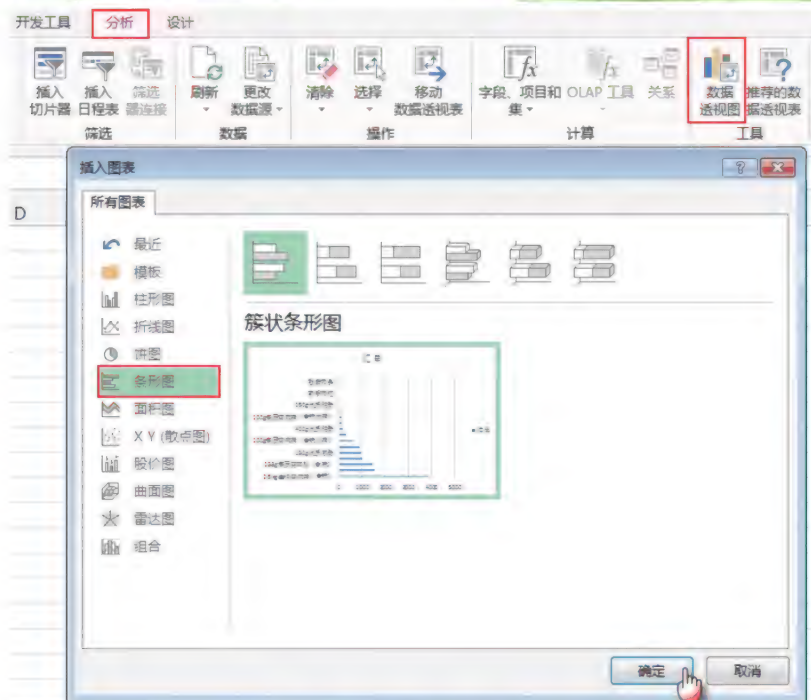 开发工具 分析 设计
插入切片器 插入日程表 筛选器连接 刷新 更改数据源 清除 选择 移动数据透视表 字段、项目和集 OLAP 工具 关系 数据透视图 推荐的数据透视表
筛选 数据 操作 计算 工具
插入图表
D
所有图表
最近
模板
柱形图
折线图
饼图
条形图
面积图
X Y (散点图)
股价图
曲面图
雷达图
组合
簇状条形图
汇总
确定 取消